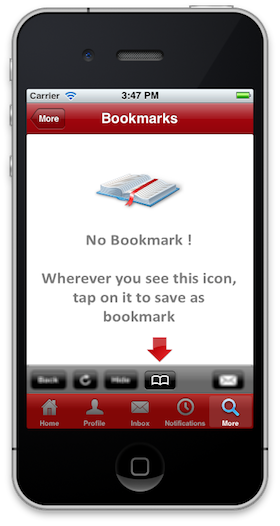 Carrier 3:47 PM
More Bookmarks
No Bookmark !
Wherever you see this icon,
tap on it to save as
bookmark
Back Hide
Home Profile Inbox Notifications More